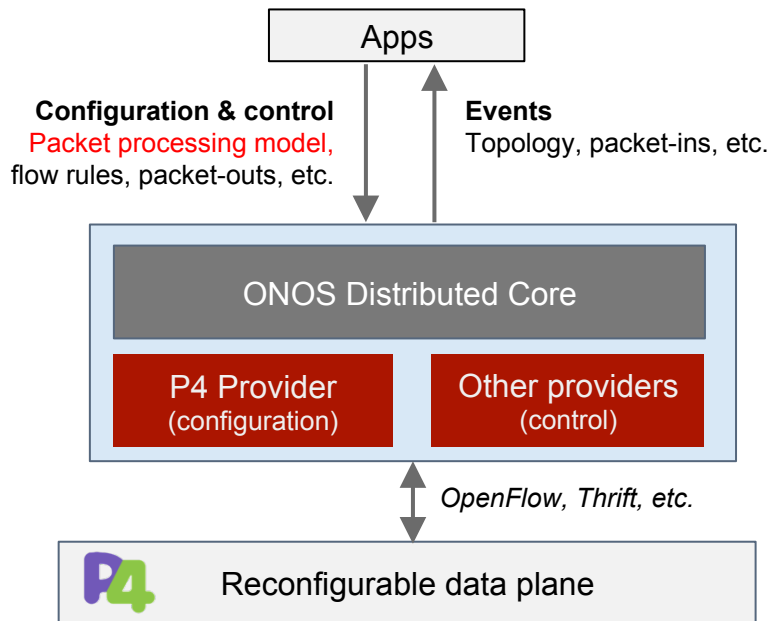 Apps
Configuration & control
Packet processing model,
flow rules, packet-outs, etc.
Events
Topology, packet-ins, etc.
ONOS Distributed Core
P4 Provider
(configuration)
Other providers
(control)
OpenFlow, Thrift, etc.
P4
Reconfigurable data plane